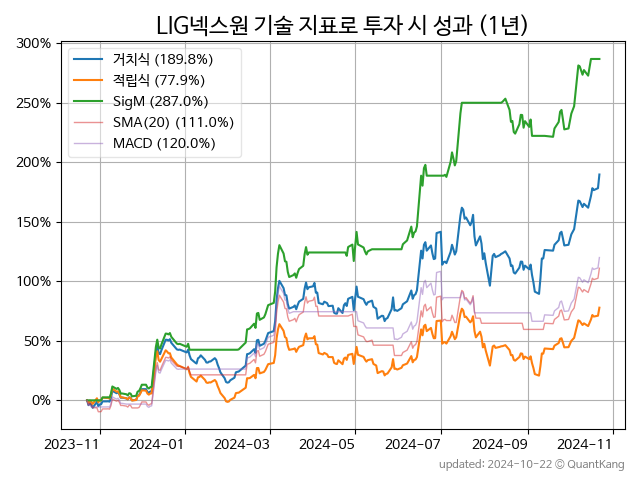 LIG넥스원 기술 지표로 투자 시 성과 (1년)
300%
250%
200%
150%
100%
50%
0%
거치식 (189.8%)
적립식 (77.9%)
SigM (287.0%)
SMA(20) (111.0%)
MACD (120.0%)
2023-11 2024-01 2024-03 2024-05 2024-07 2024-09 2024-11
updated: 2024-10-22 © QuantKang